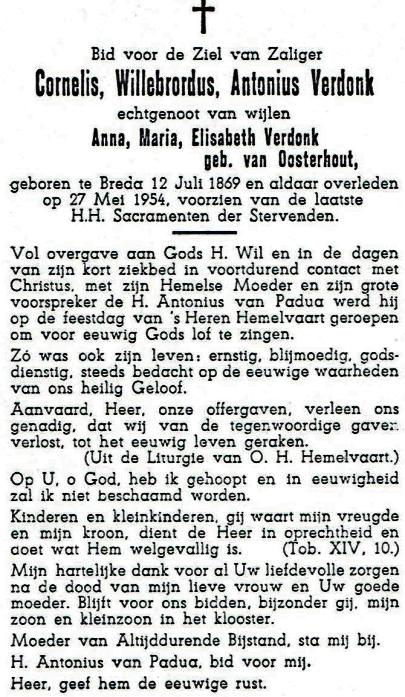 Bid voor de Ziel van Zaliger
Cornelis, Willebrordus, Antonius Verdonk
echtgenoot van wijlen
Anna, Maria, Elisabeth Verdonk
geb. van Oosterhout,
geboren te Breda 12 Juli 1869 en aldaar overleden
op 27 Mei 1954, voorzien van de laatste
H.H. Sacramenten der Stervenden.
Vol overgave aan Gods H. Wil en in de dagen
van zijn kort ziekbed in voortdurend contact met
Christus, met zijn Hemelse Moeder en zijn grote
voorspreker de H. Antonius van Padua werd hij
op de feestdag van 's Heren Hemelvaart geroepen
om voor eeuwig Gods lof te zingen.
Zó was ook zijn leven: ernstig, blijmoedig, gods-
dienstig, steeds bedacht op de eeuwige waarheden
van ons heilig Geloof.
Aanvaard, Heer, onze offergaven, verleen ons
genadig, dat wij van de tegenwoordige gaven
verlost, tot het eeuwig leven geraken.
(Uit de Liturgie van O. H. Hemelvaart.)
Op U, o God, heb ik gehoopt en in eeuwigheid
zal ik niet beschaamd worden.
Kinderen en kleinkinderen, gij waart mijn vreugde
en mijn kroon, dient de Heer in oprechtheid en
doet wat Hem welgevallig is. (Tob. XIV, 10.)
Mijn hartelijke dank voor al Uw liefdevolle zorgen
na de dood van mijn lieve vrouw en Uw goede
moeder. Blijft voor ons bidden, bijzonder gij, mijn
zoon en kleinzoon in het klooster.
Moeder van Altijddurende Bijstand, sta mij bij.
H. Antonius van Padua, bid voor mij.
Heer, geef hem de eeuwige rust.